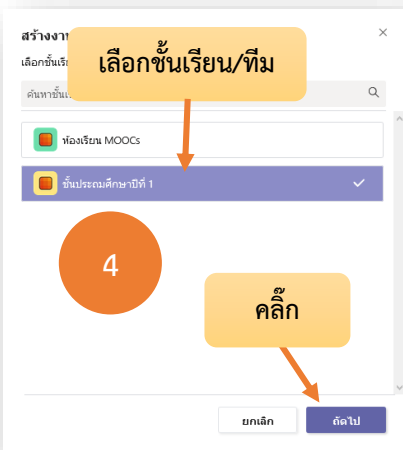 สร้างงาน
เลือกชั้นเรียน/ทีม
เลือกชั้นเรี
ค้นหาชั้น
ห้องเรียน MOOCs
ชั้นประถมศึกษาปีที่ 1
4
คลิ๊ก
ยกเลิก
ถัดไป